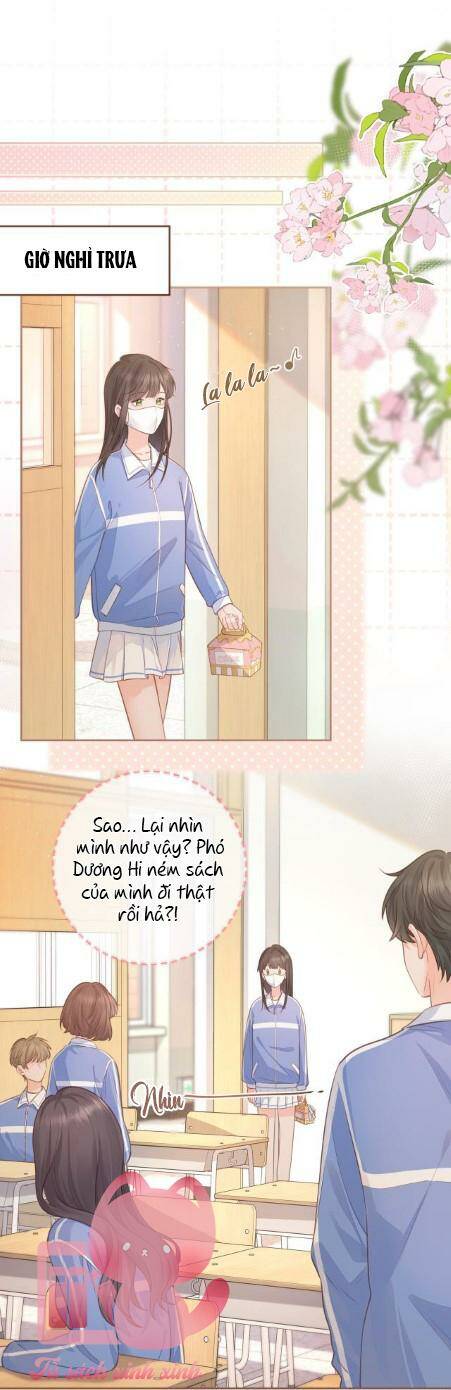 GIỜ NGHỈ TRƯA
La la la~♪
Sao... Lại nhìn
mình như vậy? Phó
Dương Hi ném sách
của mình đi thật
rồi hả?!
Nhìn
Tủ sách sinh xinh